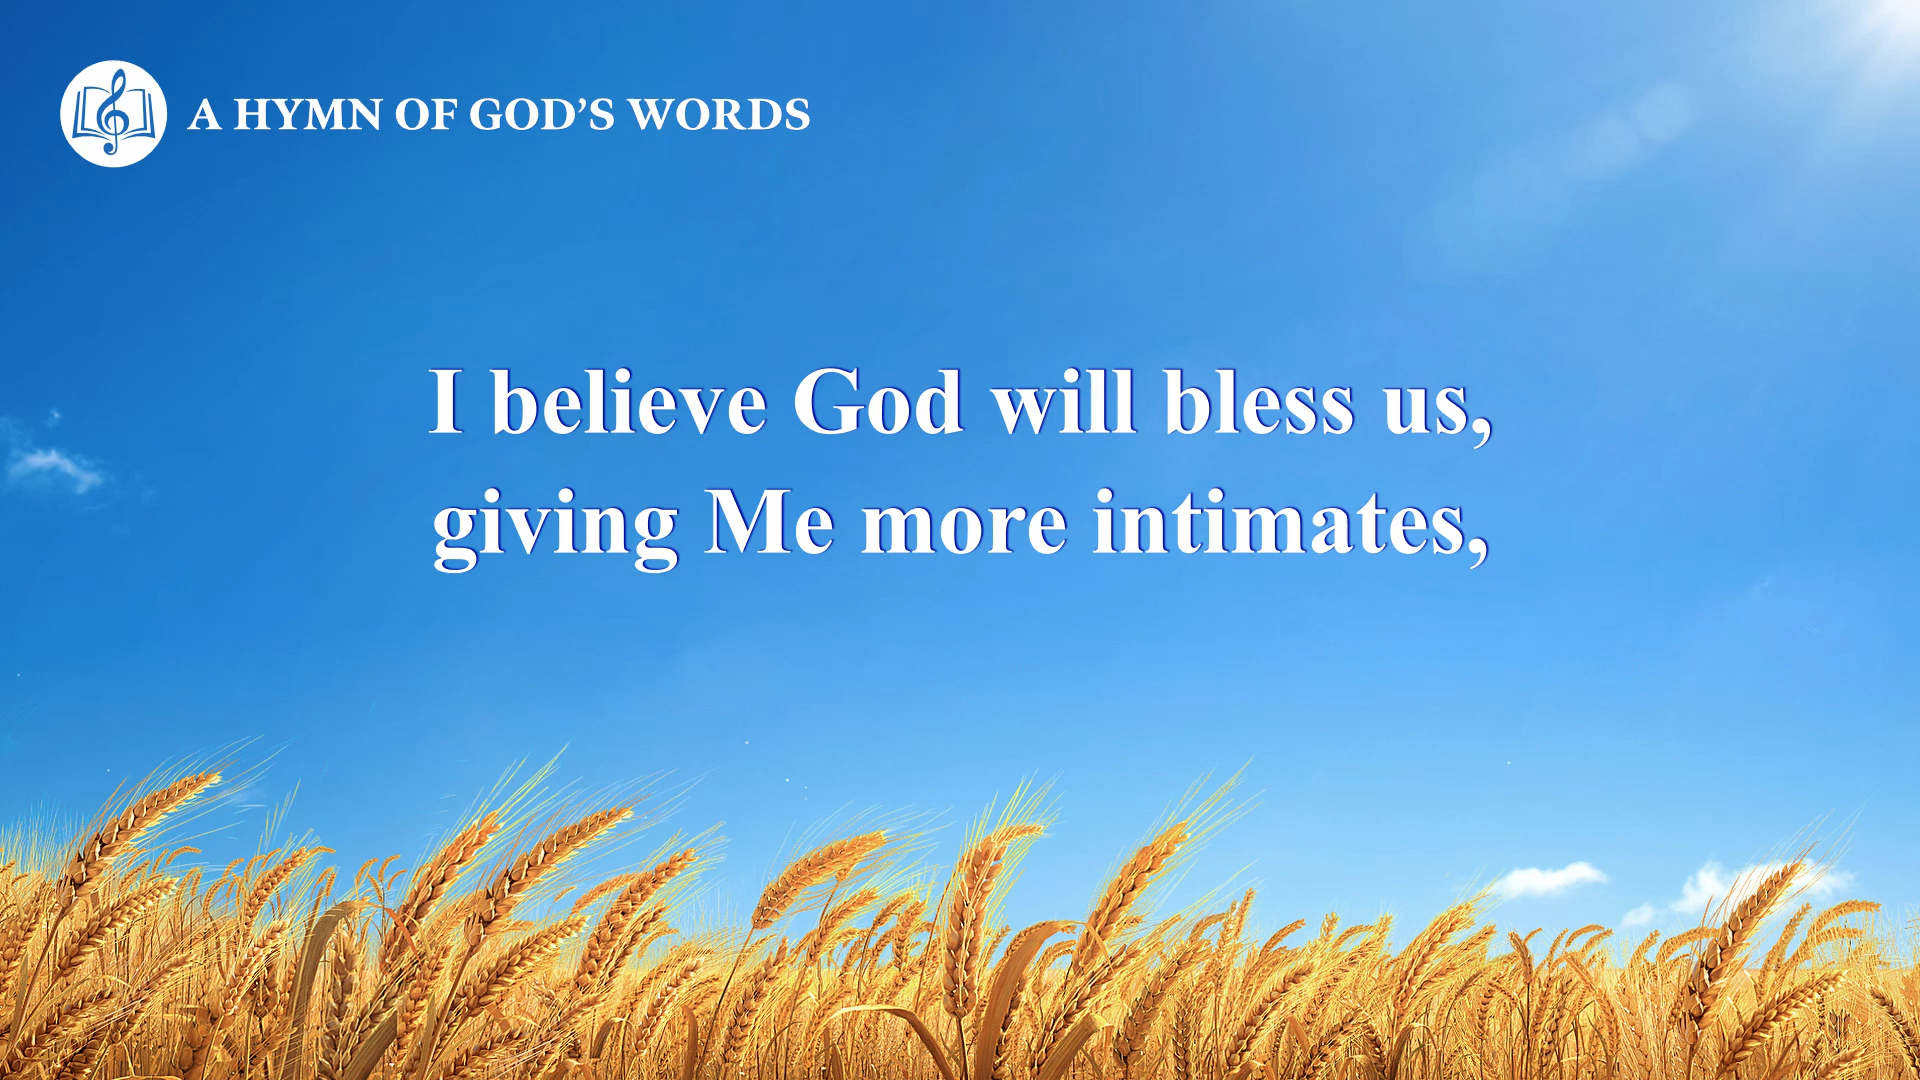 A HYMN OF GOD’S WORDS
I believe God will bless us,
giving Me more intimates,